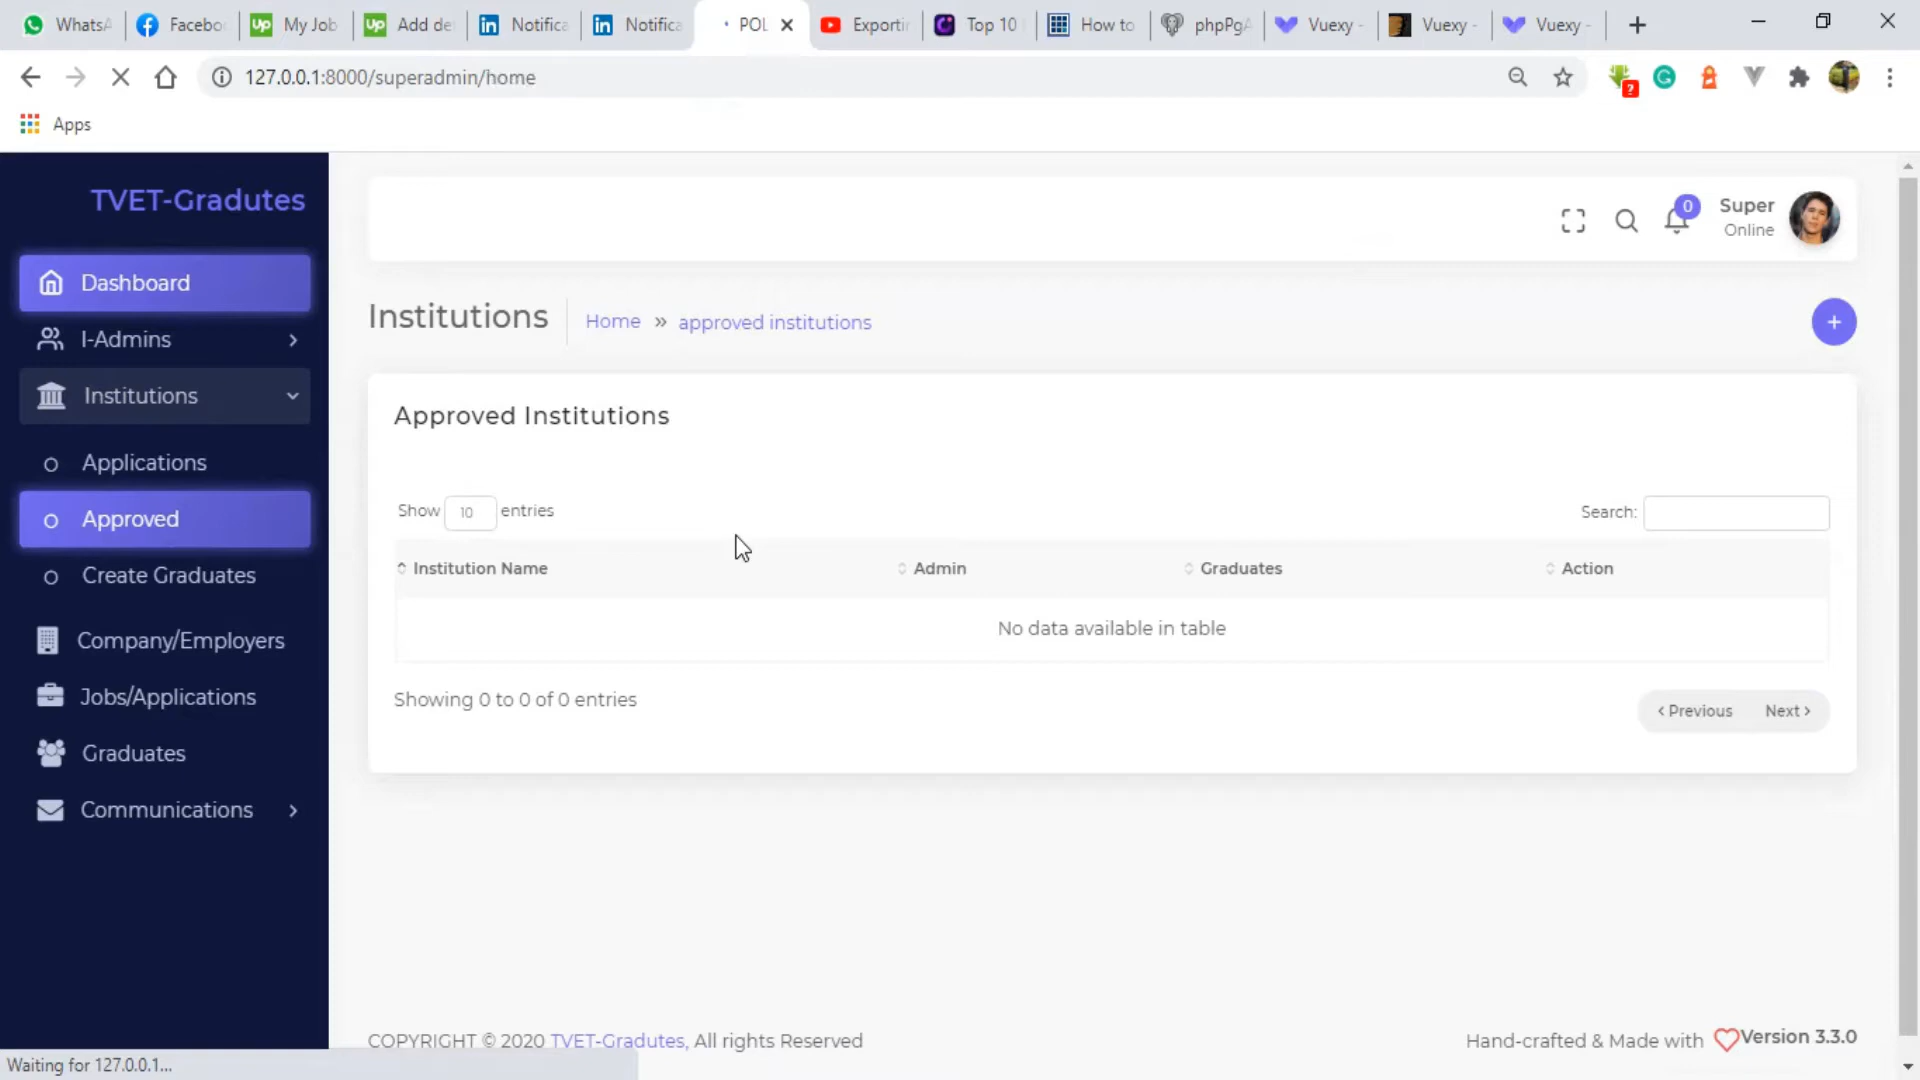 WhatsA
Facebo
My Job
Add de
Notifica
Notifica
POL
Exportin
Top 10
How to
phpPgA
Vuexy -
Vuexy -
Vuexy -
127.0.0.1:8000/superadmin/home
Apps
TVET-Gradutes
Dashboard
I-Admins
Institutions
Applications
Approved
Create Graduates
Company/Employers
Jobs/Applications
Graduates
Communications
0
Super
Online
Institutions
Home » approved institutions
+
Approved Institutions
Show 10 entries
Search:
Institution Name Admin Graduates Action
No data available in table
Showing 0 to 0 of 0 entries
‹ Previous Next ›
COPYRIGHT © 2020 TVET-Gradutes, All rights Reserved
Hand-crafted & Made with Version 3.3.0
Waiting for 127.0.0.1...